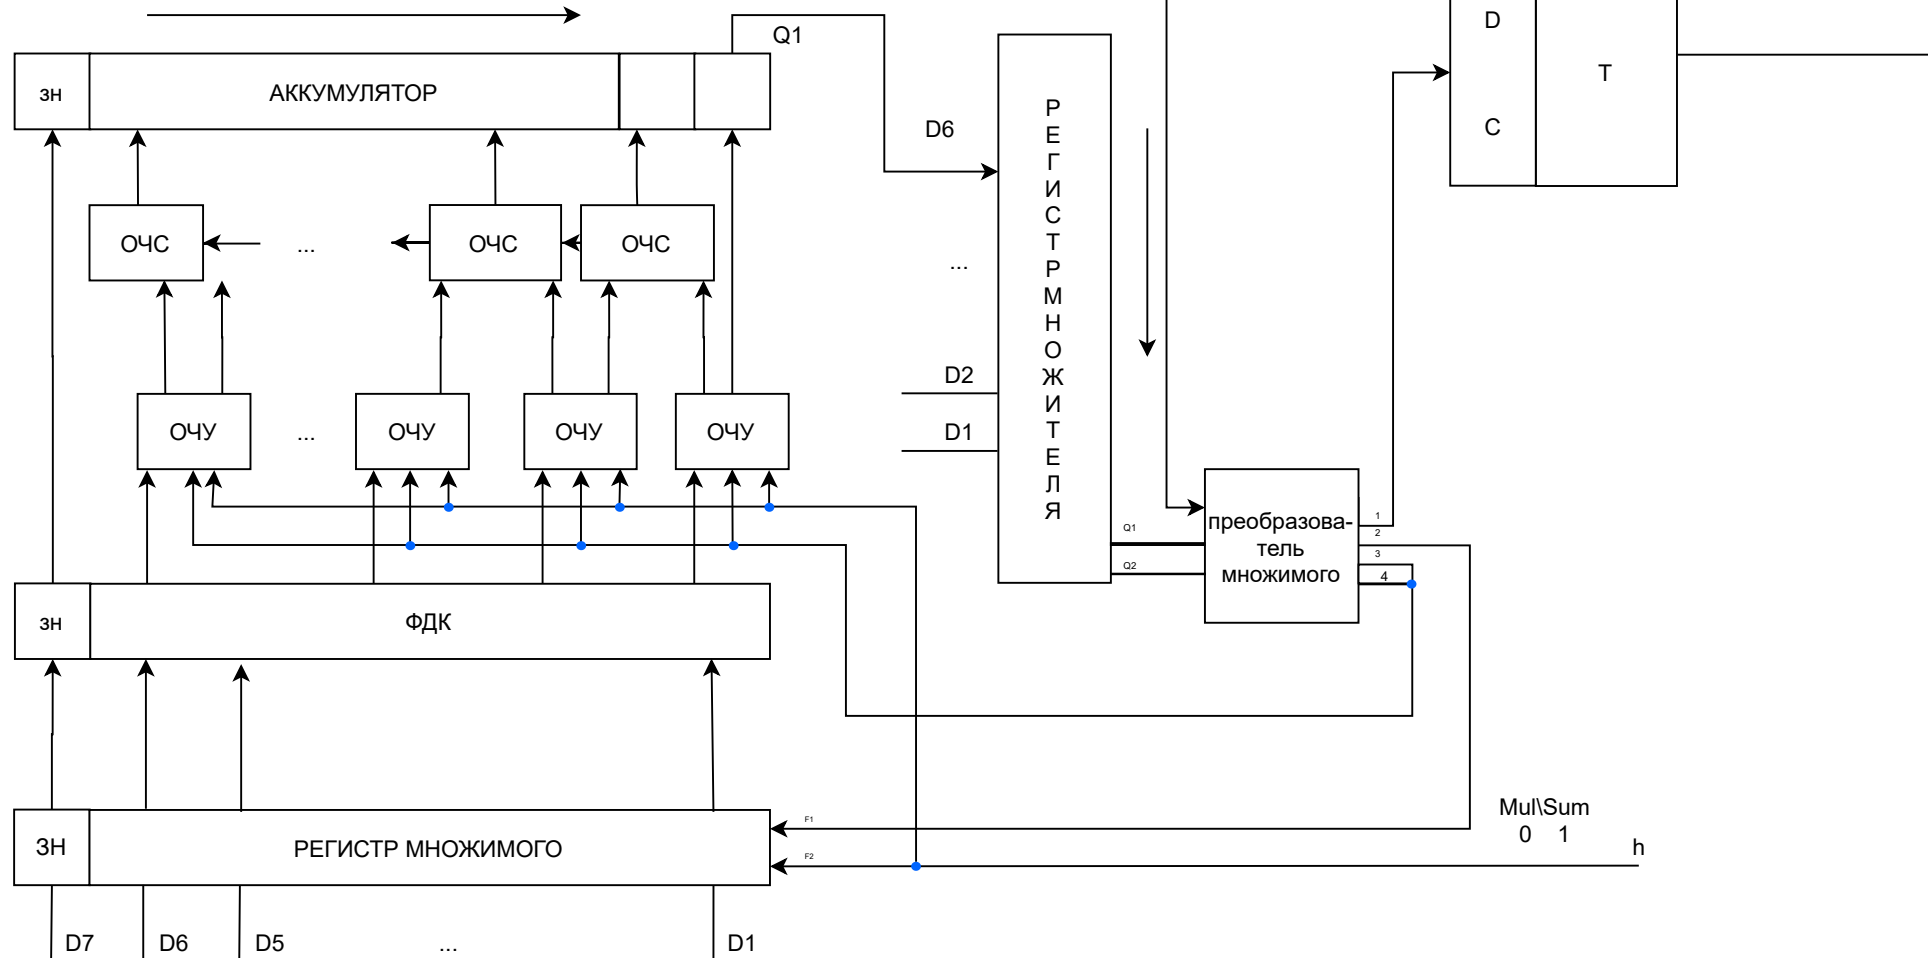 Q1
D
T
зн
АККУМУЛЯТОР
D6
C
Р
Е
Г
И
С
Т
Р
М
Н
О
Ж
И
Т
Е
Л
Я
ОЧС
...
ОЧС
ОЧС
...
D2
D1
ОЧУ
...
ОЧУ
ОЧУ
ОЧУ
Q1
Q2
преобразова-
тель
множимого
1
2
3
4
зн
ФДК
ЗН
РЕГИСТР МНОЖИМОГО
F1
F2
Mul\Sum
0 1
h
D7
D6
D5
...
D1